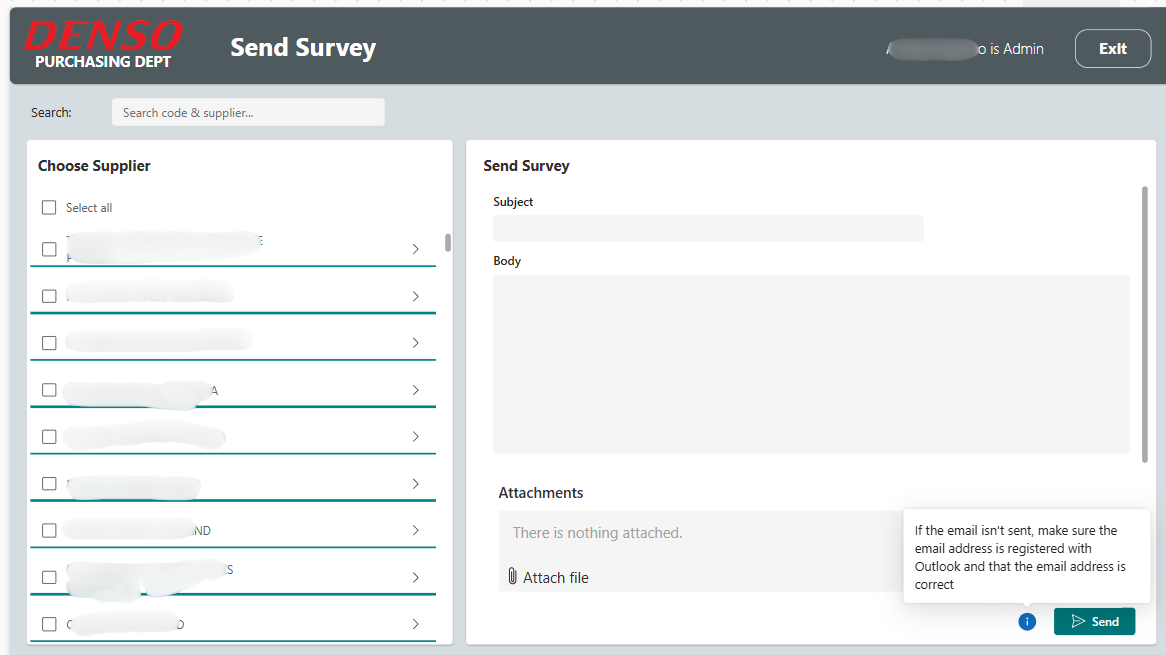 DENSO
PURCHASING DEPT
Send Survey
is Admin
Exit
Search:
Search code & supplier...
Choose Supplier
Select all
Send Survey
Subject
Body
Attachments
There is nothing attached.
Attach file
If the email isn't sent, make sure the
email address is registered with
Outlook and that the email address is
correct
Send